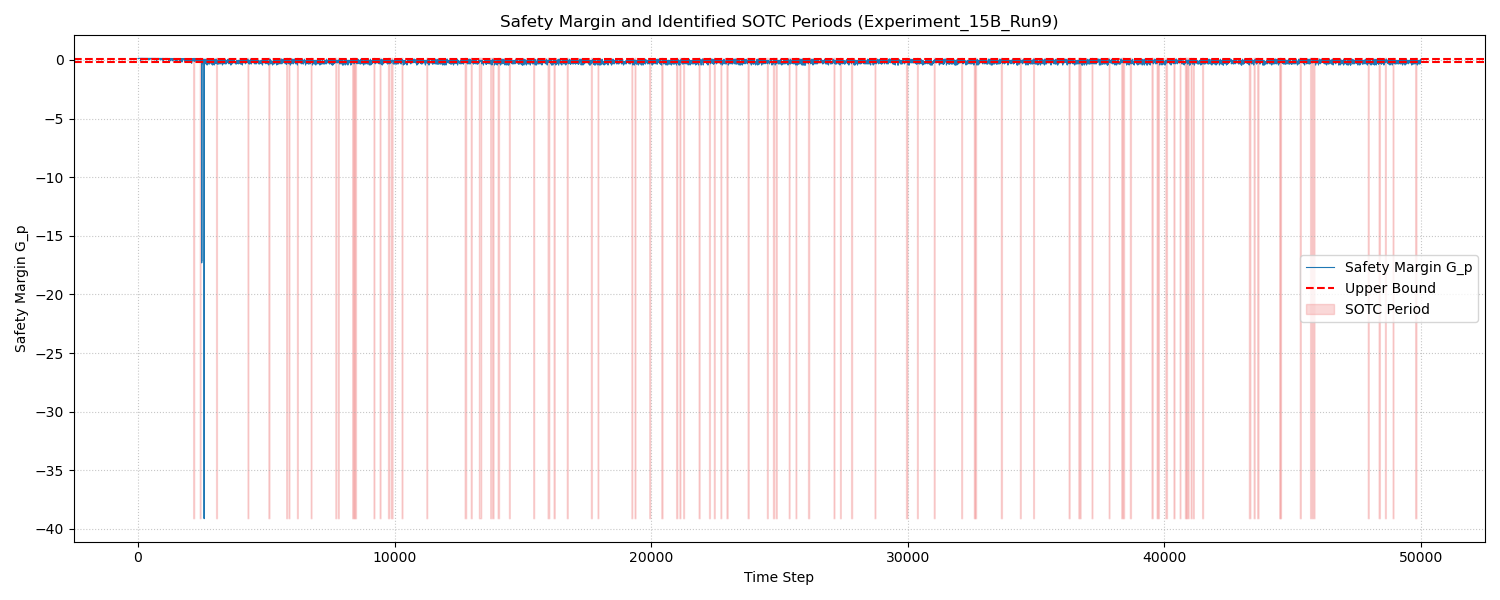 Safety Margin and Identified SOTC Periods (Experiment_15B_Run9)
0
−5
−10
−15
−20
−25
−30
−35
−40
Safety Margin G_p
Safety Margin G_p
Upper Bound
SOTC Period
0
10000
20000
30000
40000
50000
Time Step